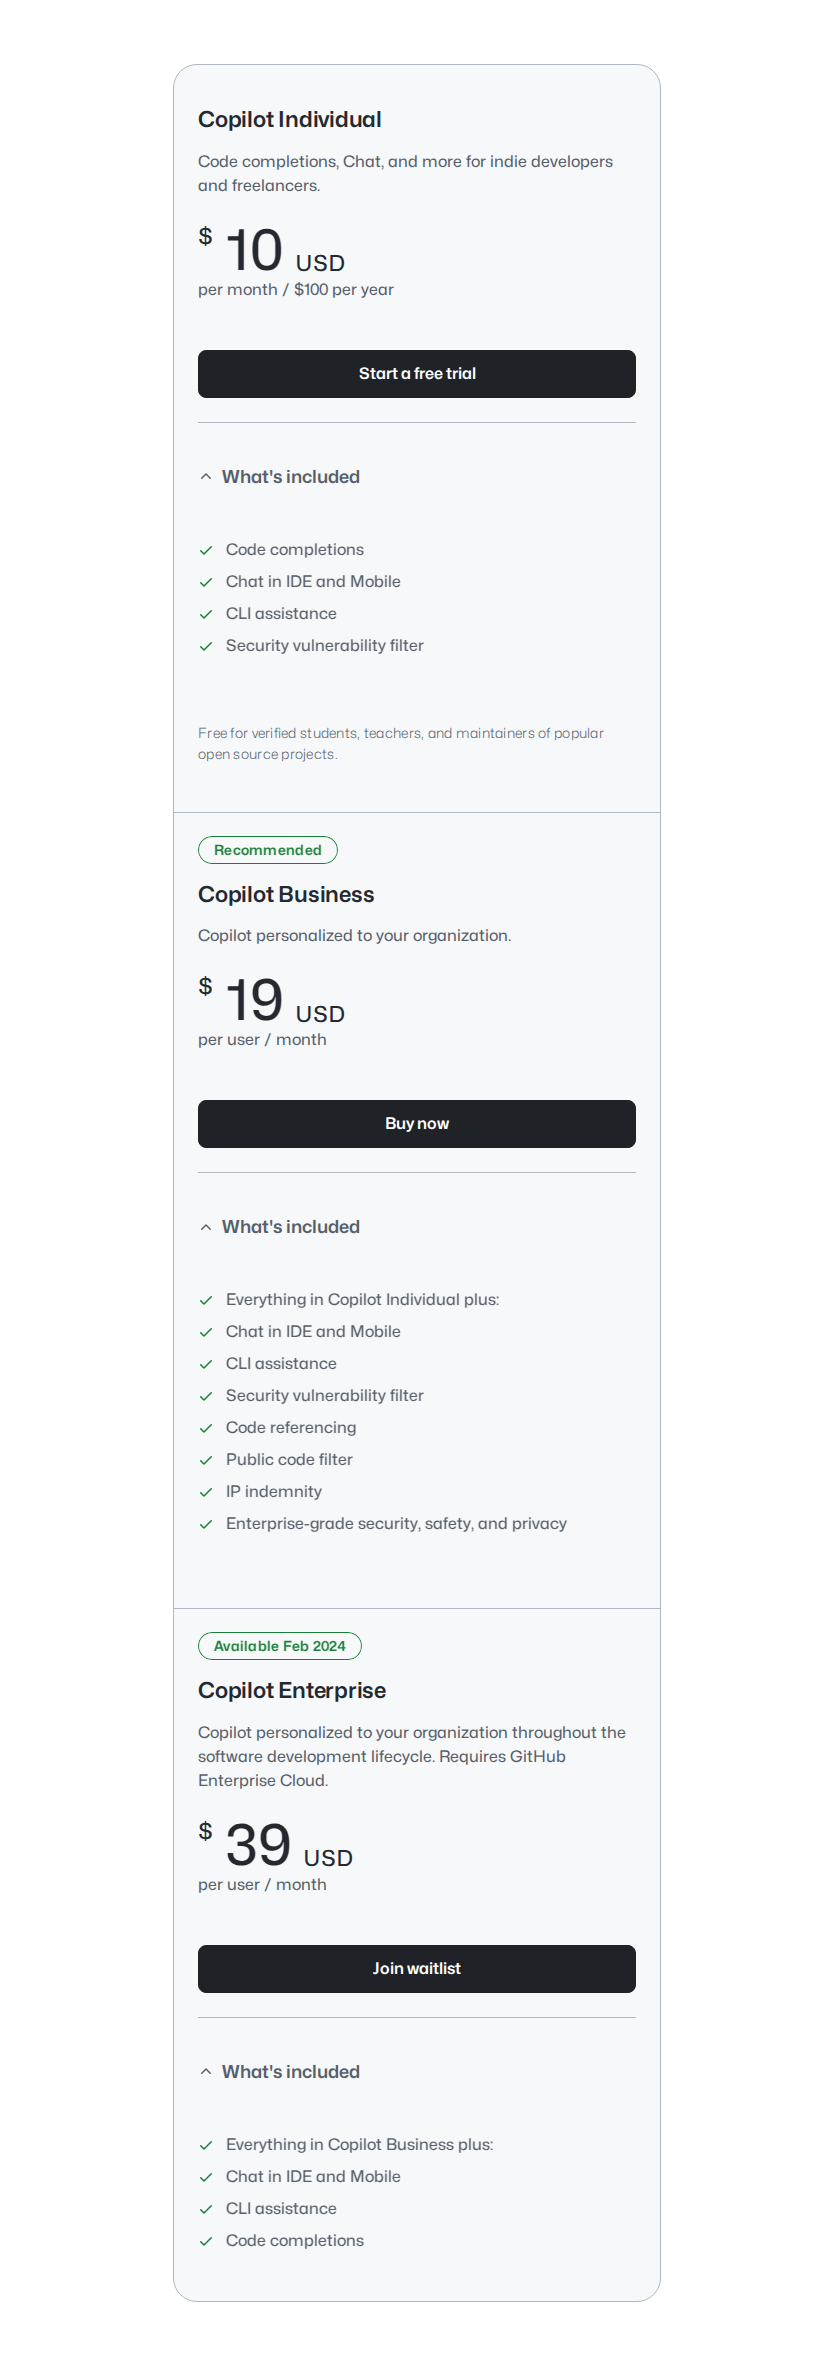 Copilot Individual
Code completions, Chat, and more for indie developers
and freelancers.
$ 10 USD
per month / $100 per year
Start a free trial
What's included
Code completions
Chat in IDE and Mobile
CLI assistance
Security vulnerability filter
Free for verified students, teachers, and maintainers of popular
open source projects.
Recommended
Copilot Business
Copilot personalized to your organization.
$ 19 USD
per user / month
Buy now
What's included
Everything in Copilot Individual plus:
Chat in IDE and Mobile
CLI assistance
Security vulnerability filter
Code referencing
Public code filter
IP indemnity
Enterprise-grade security, safety, and privacy
Available Feb 2024
Copilot Enterprise
Copilot personalized to your organization throughout the
software development lifecycle. Requires GitHub
Enterprise Cloud.
$ 39 USD
per user / month
Join waitlist
What's included
Everything in Copilot Business plus:
Chat in IDE and Mobile
CLI assistance
Code completions